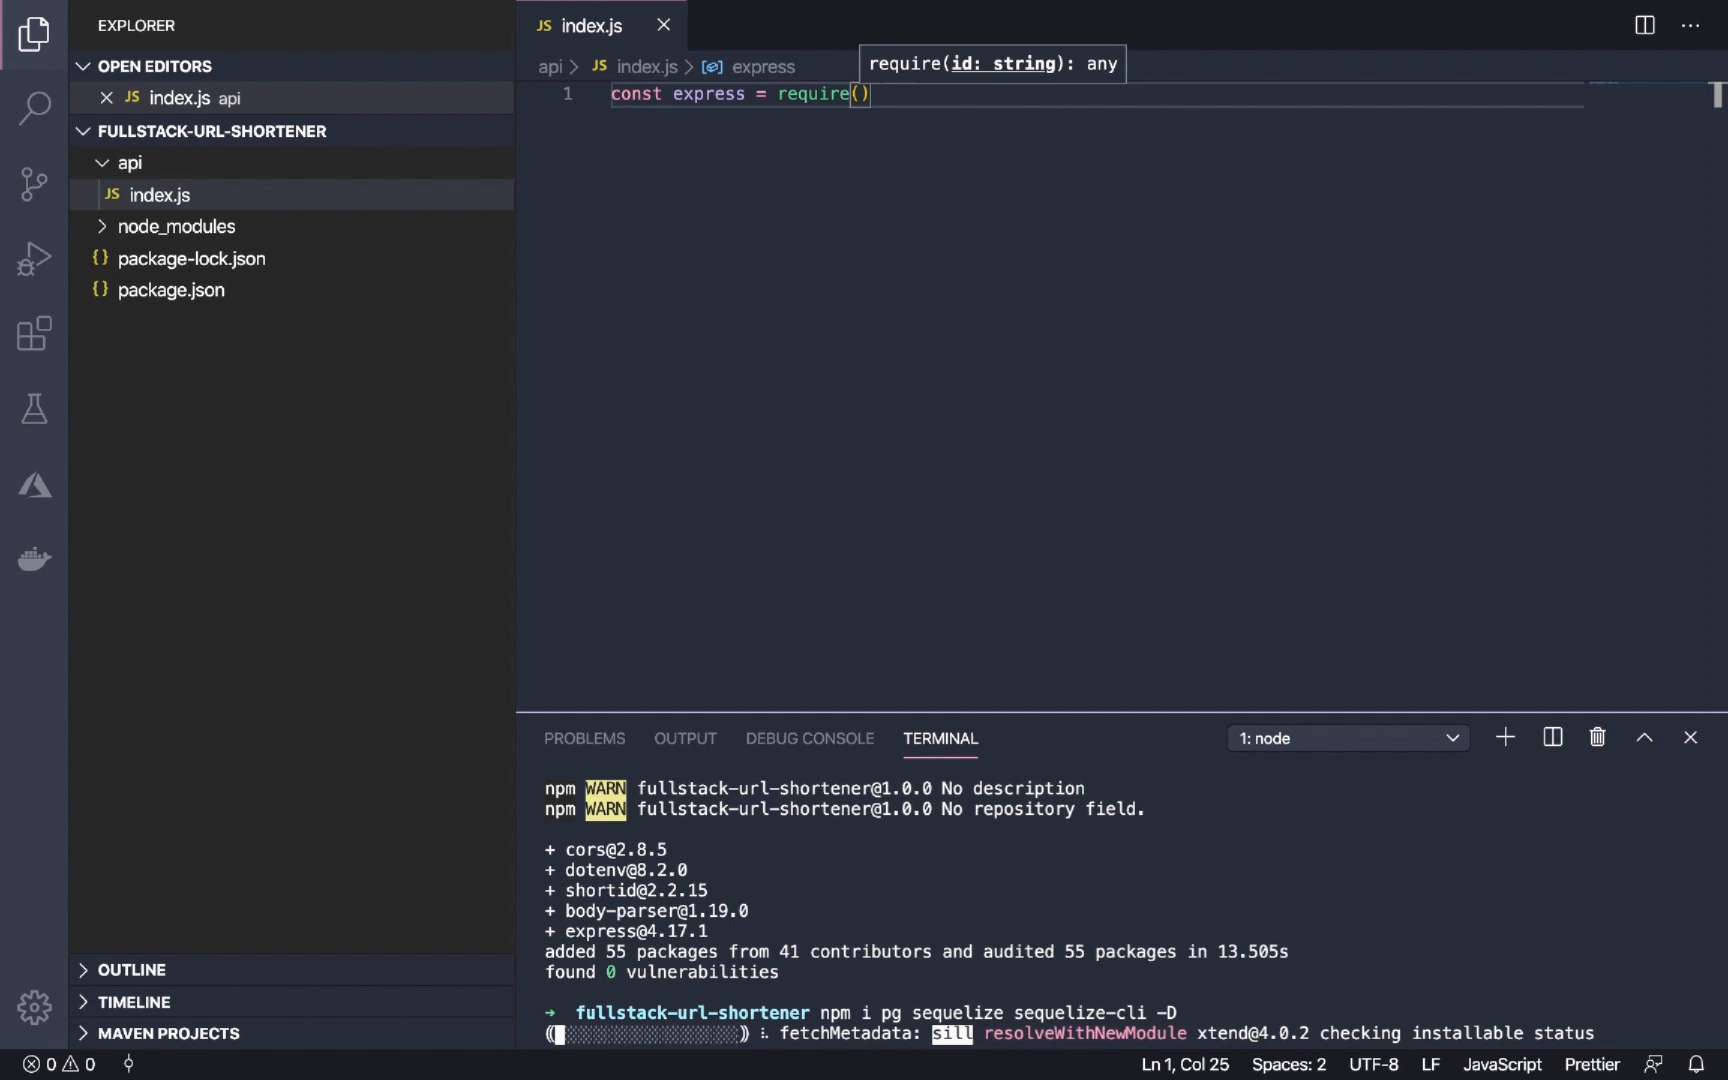 EXPLORER
OPEN EDITORS
JS index.js api
FULLSTACK-URL-SHORTENER
api
JS index.js
node_modules
{} package-lock.json
{} package.json
OUTLINE
TIMELINE
MAVEN PROJECTS
JS index.js
api > JS index.js > express
require(id: string): any
1 const express = require()
PROBLEMS OUTPUT DEBUG CONSOLE TERMINAL 1: node
npm WARN fullstack-url-shortener@1.0.0 No description
npm WARN fullstack-url-shortener@1.0.0 No repository field.
+ cors@2.8.5
+ dotenv@8.2.0
+ shortid@2.2.15
+ body-parser@1.19.0
+ express@4.17.1
added 55 packages from 41 contributors and audited 55 packages in 13.505s
found 0 vulnerabilities
→ fullstack-url-shortener npm i pg sequelize sequelize-cli -D
fetchMetadata: sill resolveWithNewModule xtend@4.0.2 checking installable status
0 0 Ln 1, Col 25 Spaces: 2 UTF-8 LF JavaScript Prettier